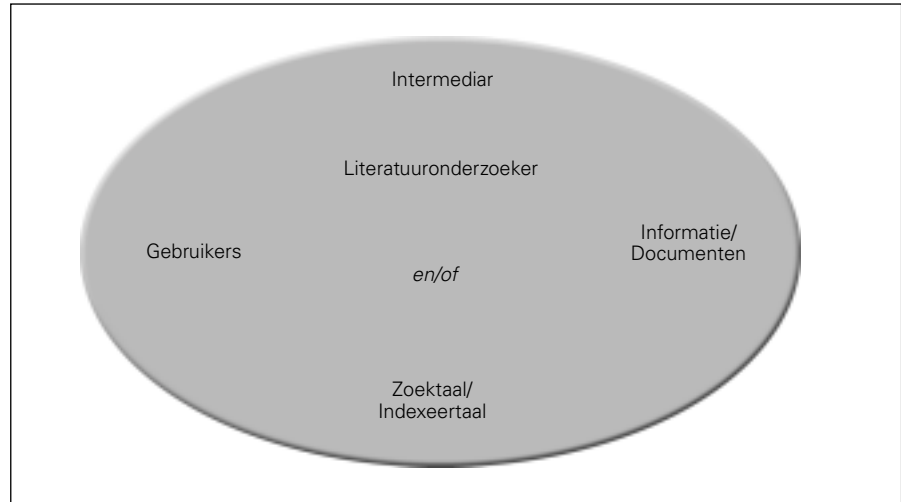 Intermediar
Literatuuronderzoeker
Gebruikers
Informatie/
Documenten
en/of
Zoektaal/
Indexeertaal